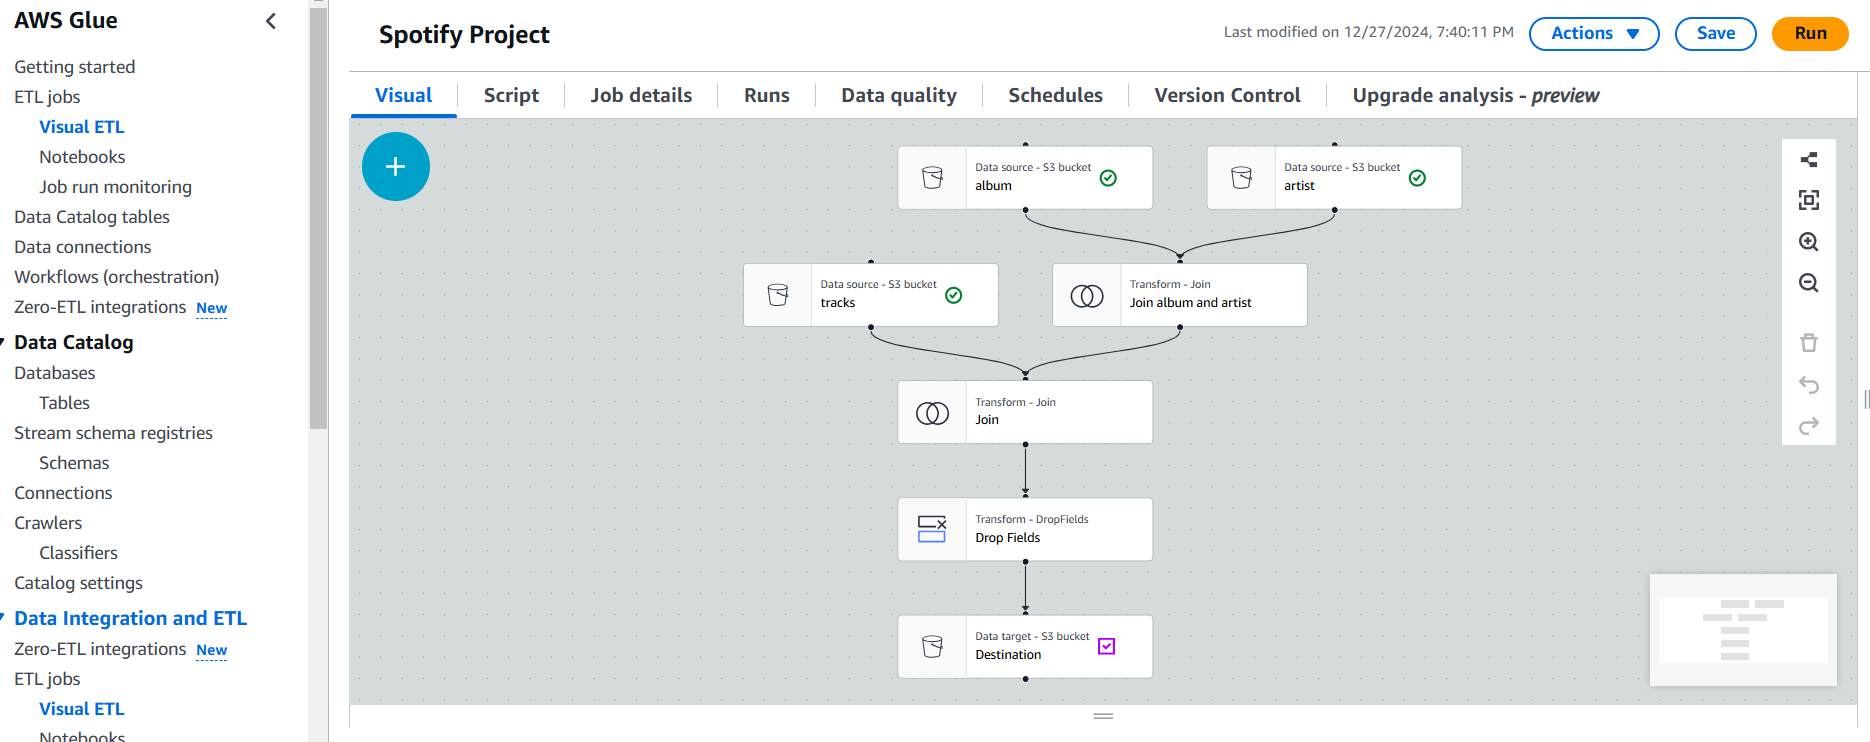 AWS Glue
Getting started
ETL jobs
Visual ETL
Notebooks
Job run monitoring
Data Catalog tables
Data connections
Workflows (orchestration)
Zero-ETL integrations New
Data Catalog
Databases
Tables
Stream schema registries
Schemas
Connections
Crawlers
Classifiers
Catalog settings
Data Integration and ETL
Zero-ETL integrations New
ETL jobs
Visual ETL
Notebooks
Spotify Project
Last modified on 12/27/2024, 7:40:11 PM
Actions
Save
Run
Visual
Script
Job details
Runs
Data quality
Schedules
Version Control
Upgrade analysis - preview
Data source - S3 bucket
album
Data source - S3 bucket
artist
Data source - S3 bucket
tracks
Transform - Join
Join album and artist
Transform - Join
Join
Transform - DropFields
Drop Fields
Data target - S3 bucket
Destination